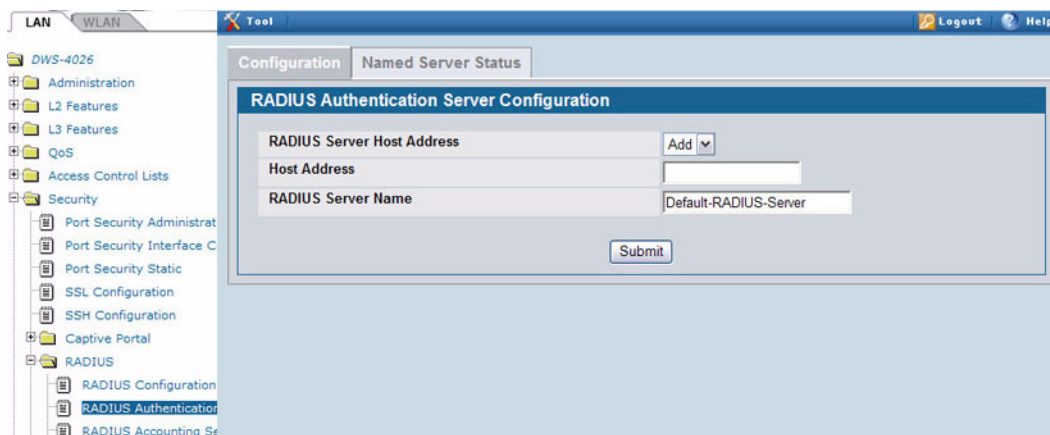 LAN WLAN Tool Logout Help
DWS-4026
Administration
L2 Features
L3 Features
QoS
Access Control Lists
Security
Port Security Administrat
Port Security Interface C
Port Security Static
SSL Configuration
SSH Configuration
Captive Portal
RADIUS
RADIUS Configuration
RADIUS Authentication
RADIUS Accounting Se
Configuration Named Server Status
RADIUS Authentication Server Configuration
RADIUS Server Host Address Add
Host Address
RADIUS Server Name Default-RADIUS-Server
Submit